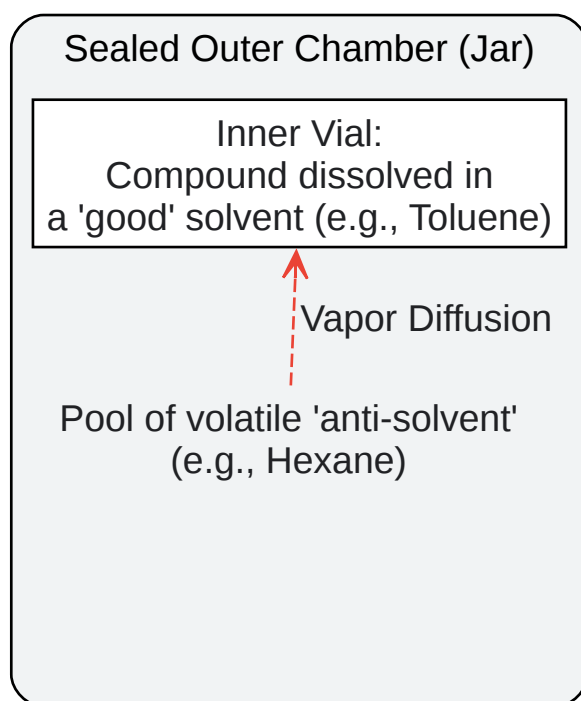 Sealed Outer Chamber (Jar)
Inner Vial:
Compound dissolved in
a 'good' solvent (e.g., Toluene)
Vapor Diffusion
Pool of volatile 'anti-solvent'
(e.g., Hexane)